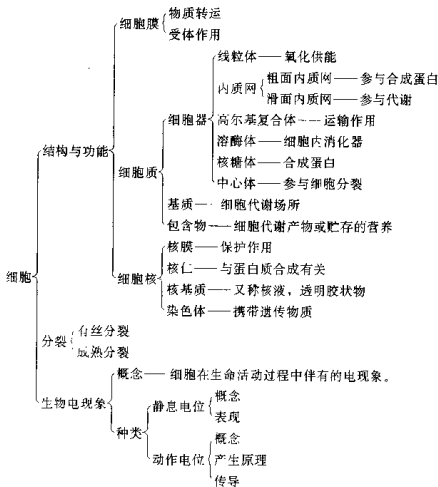 细胞
结构与功能
细胞膜
物质转运
受体作用
细胞质
细胞器
线粒体——氧化供能
内质网
粗面内质网——参与合成蛋白
滑面内质网——参与代谢
高尔基复合体——运输作用
溶酶体——细胞内消化器
核糖体——合成蛋白
中心体——参与细胞分裂
基质——细胞代谢场所
包含物——细胞代谢产物或贮存的营养
细胞核
核膜——保护作用
核仁——与蛋白质合成有关
核基质——又称核液，透明胶状物
染色体——携带遗传物质
分裂
有丝分裂
成熟分裂
生物电现象
概念——细胞在生命活动过程中伴有的电现象。
种类
静息电位
概念
表现
动作电位
概念
产生原理
传导